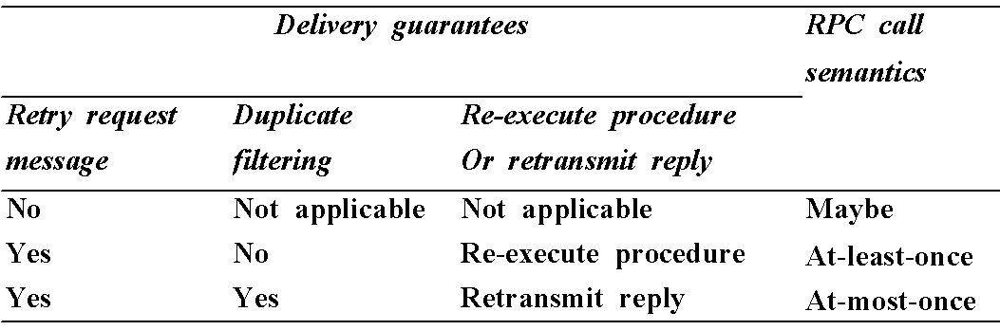 Delivery guarantees RPC call
semantics
Retry request Duplicate Re-execute procedure
message filtering Or retransmit reply
No Not applicable Not applicable Maybe
Yes No Re-execute procedure At-least-once
Yes Yes Retransmit reply At-most-once